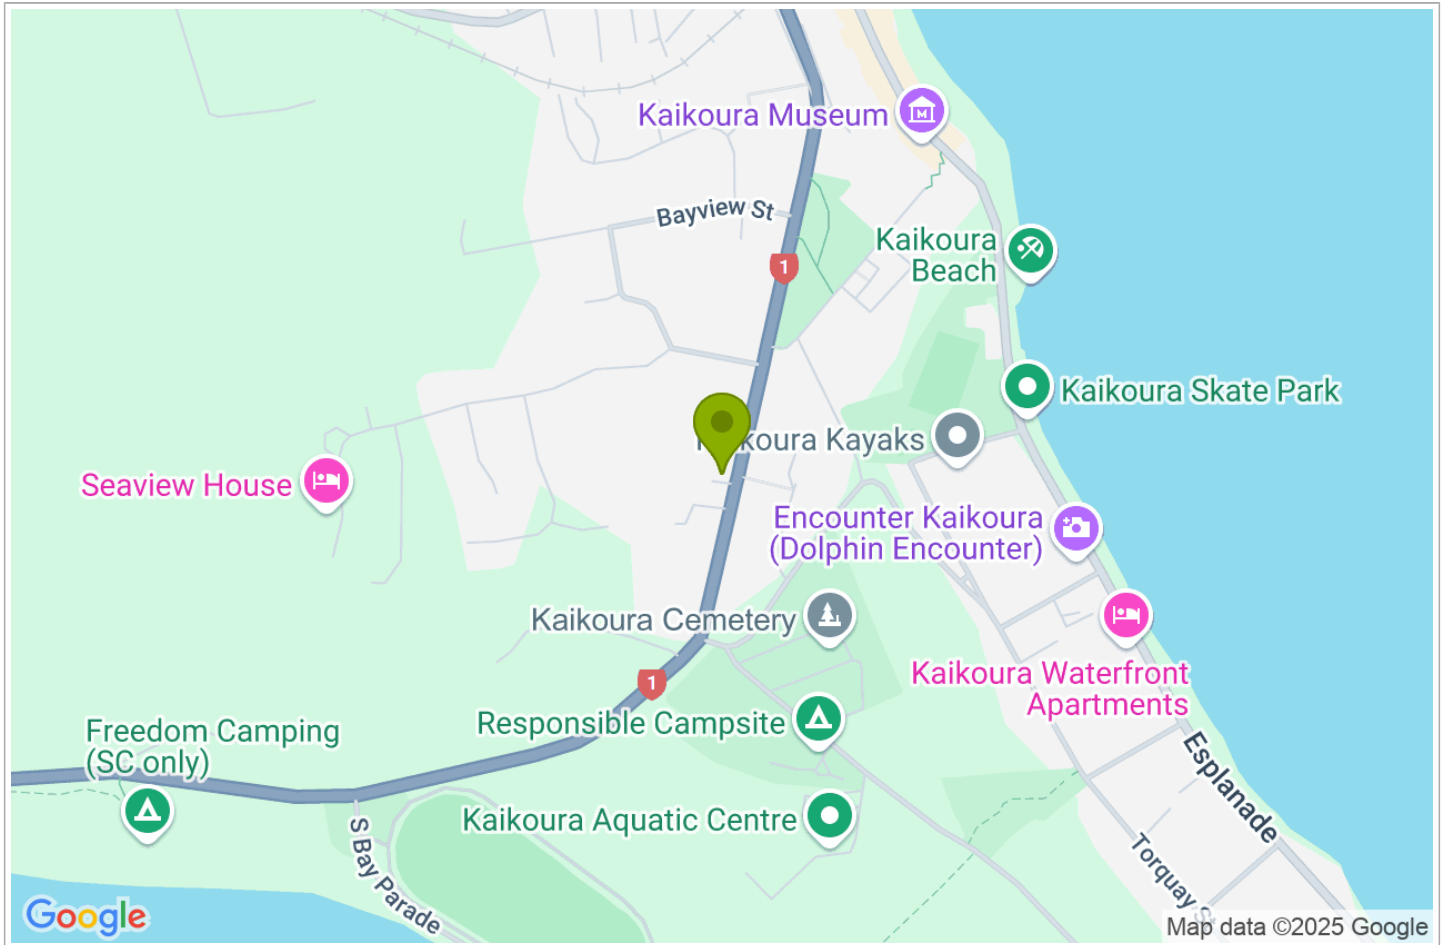 Kaikoura Museum
Bayview St
Kaikoura
Beach
1
Kaikoura Skate Park
koura Kayaks
Seaview House
Encounter Kaikoura
(Dolphin Encounter)
Kaikoura Cemetery
Kaikoura Waterfront
Apartments
1
Responsible Campsite
Freedom Camping
(SC only)
Esplanade
Kaikoura Aquatic Centre
S Bay Parade
Torquay St
Google
Map data ©2025 Google